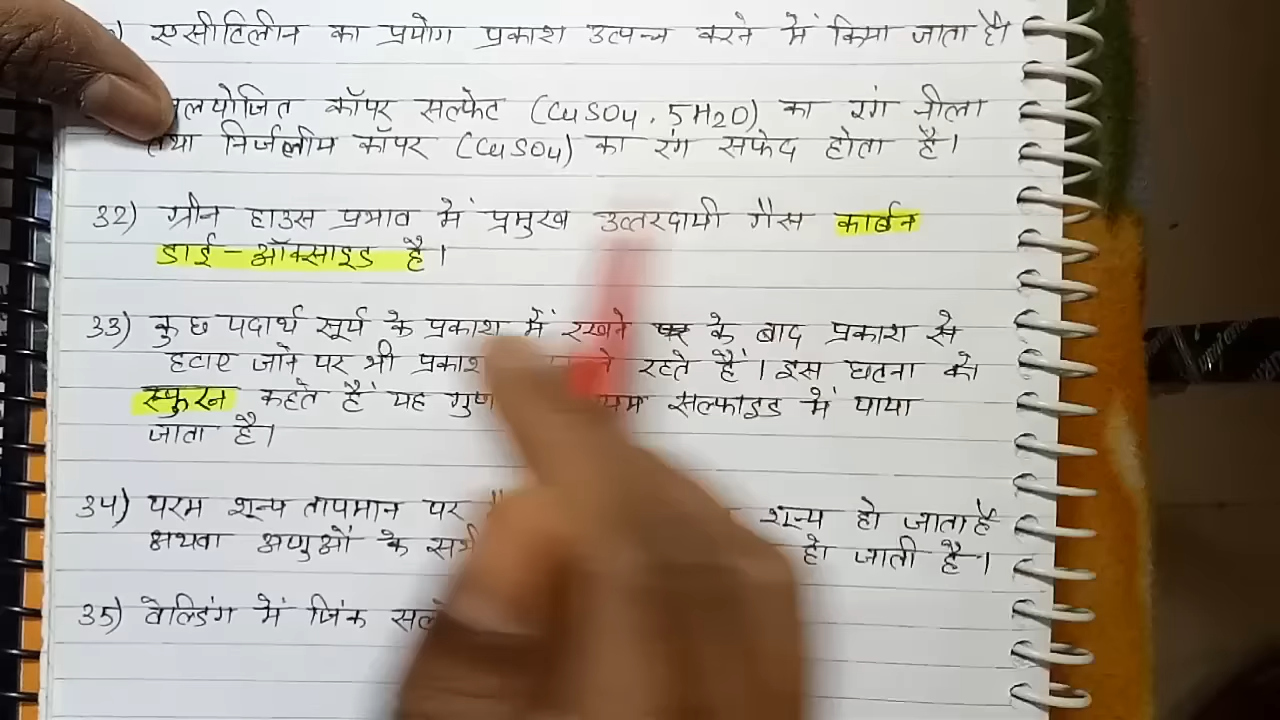 एसीटिलीन का प्रयोग प्रकाश उत्पन्न करने में किया जाता है।
कॉपर सल्फेट (CuSO4 . 5H2O) का रंग नीला
तथा निर्जलीय कॉपर (CuSO4) का रंग सफेद होता है।
32) ग्रीन हाउस प्रभाव में प्रमुख उत्तरदायी गैस कार्बन
डाई - ऑक्साइड है।
33) कुछ पदार्थ सूर्य के प्रकाश में रखने के बाद प्रकाश से
हटाए जाने पर भी प्रकाश रहते हैं। इस घटना को
स्फुरन कहते हैं यह गुण सल्फाइड में पाया
जाता है।
34) परम शून्य तापमान पर शून्य हो जाता है
अथवा अणुओं के हो जाती है।
35) वेल्डिंग में जिंक